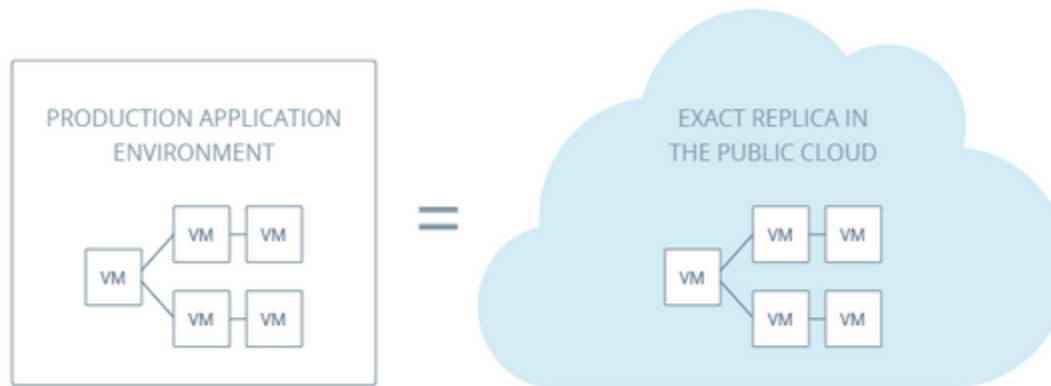 PRODUCTION APPLICATION
ENVIRONMENT
VM VM
VM
VM VM
=
EXACT REPLICA IN
THE PUBLIC CLOUD
VM VM
VM
VM VM